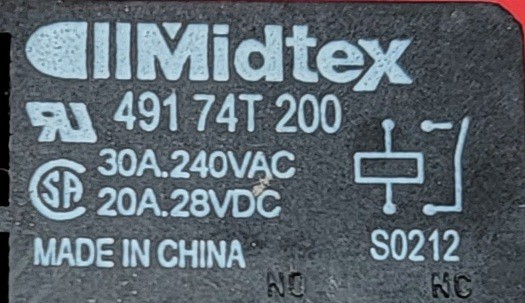 Midtex
491 74T 200
30A.240VAC
20A.28VDC
MADE IN CHINA
S0212
NO NC